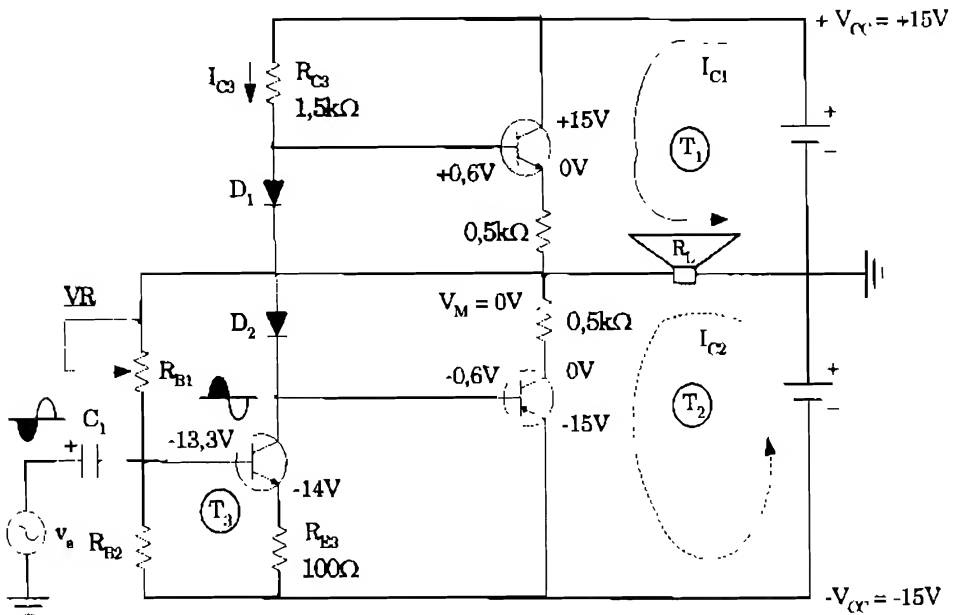 + V_CC = +15V
I_C1
I_C3
R_C3
1,5kΩ
+15V
T_1
+0,6V
0V
D_1
0,5kΩ
R_L
VR
V_M = 0V
0,5kΩ
D_2
I_C2
R_B1
-0,6V
0V
T_2
-15V
C_1
-13,3V
-14V
T_3
v_e
R_B2
R_E3
100Ω
-V_CC = -15V
+
−
+
−
+